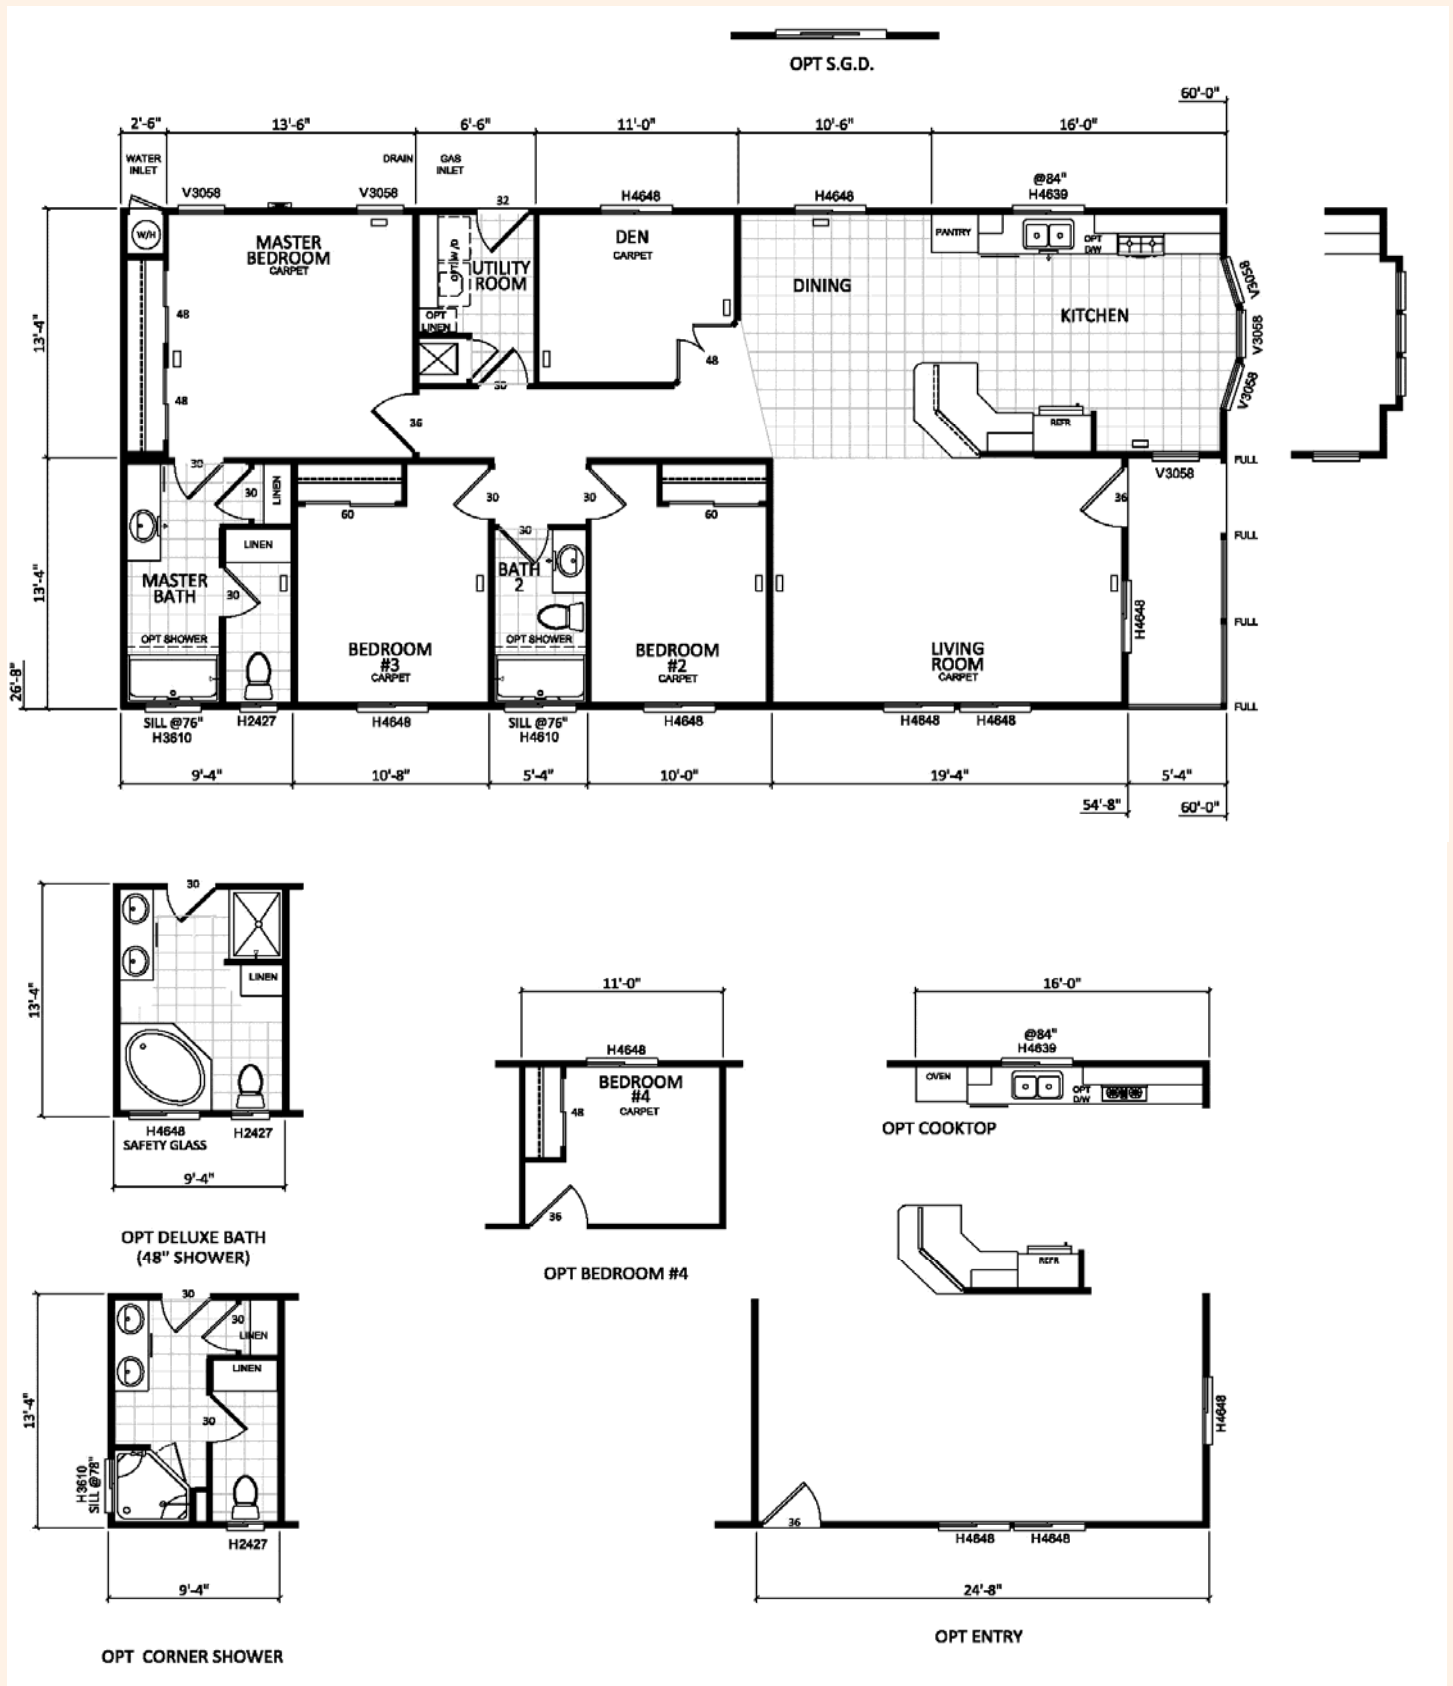 OPT S.G.D.
60'-0"
2'-6" 13'-6" 6'-6" 11'-0" 10'-6" 16'-0"
WATER INLET
DRAIN
GAS INLET
V3058
V3058
32
H4648
H4648
@84"
H4639
W/H
MASTER
BEDROOM
CARPET
OPT W/D
UTILITY
ROOM
OPT
LINEN
DEN
CARPET
DINING
PANTRY
OPT
D/W
KITCHEN
V3058
V3058
V3058
13'-4"
48
48
36
30
48
REFR
V3058
FULL
FULL
FULL
FULL
13'-4"
26'-8"
30
30
LINEN
LINEN
MASTER
BATH
30
OPT SHOWER
60
BEDROOM
#3
CARPET
30
30
30
BATH
2
OPT SHOWER
60
BEDROOM
#2
CARPET
LIVING
ROOM
CARPET
36
H4648
SILL @76"
H3610
H2427
H4648
SILL @76"
H4610
H4648
H4648
H4648
9'-4" 10'-8" 5'-4" 10'-0" 19'-4" 5'-4"
54'-8"
60'-0"
30
13'-4"
LINEN
H4648
SAFETY GLASS
H2427
9'-4"
OPT DELUXE BATH
(48" SHOWER)
11'-0"
H4648
BEDROOM
#4
CARPET
48
36
OPT BEDROOM #4
16'-0"
@84"
H4639
OVEN
OPT
D/W
OPT COOKTOP
30
30
LINEN
LINEN
13'-4"
30
H3610
SILL @78"
H2427
9'-4"
OPT CORNER SHOWER
REFR
H4648
36
H4648
H4648
24'-8"
OPT ENTRY